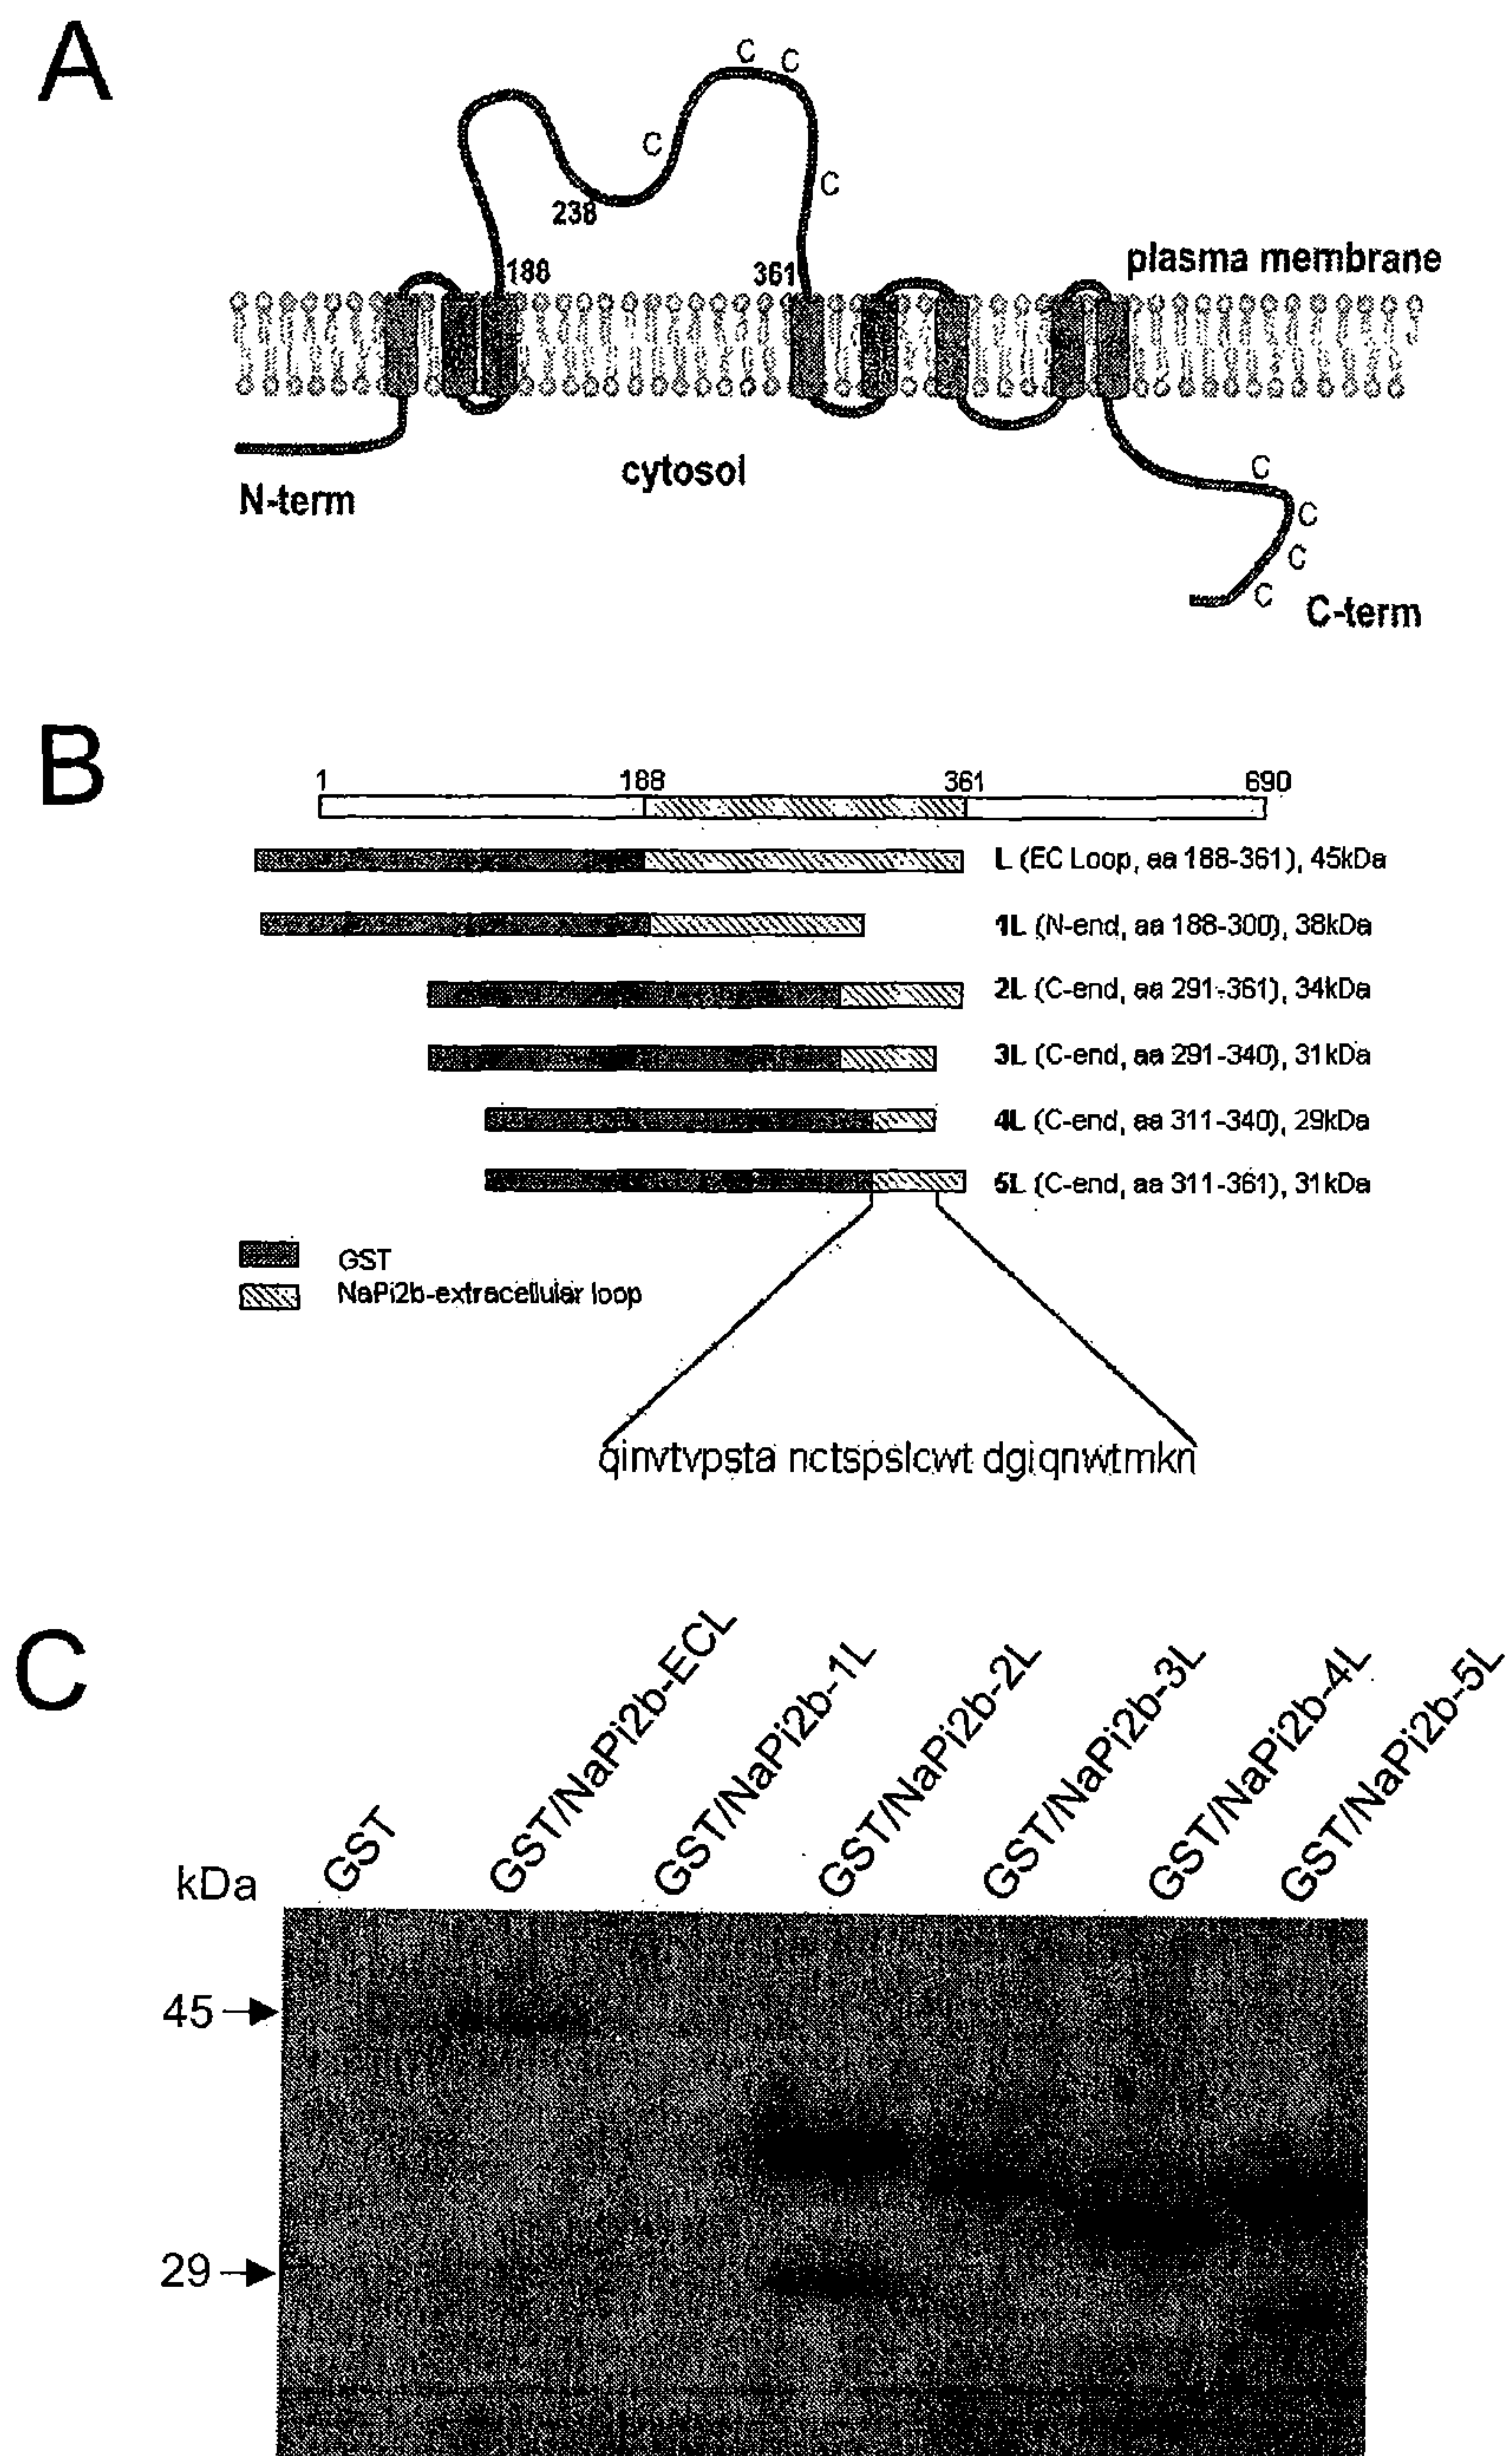 A
C C
C
C
238
188
361
plasma membrane
cytosol
N-term
C
C
C
C
C-term
B
1 188 361 690
L (EC Loop, aa 188-361), 45kDa
1L (N-end, aa 188-300), 38kDa
2L (C-end, aa 291-361), 34kDa
3L (C-end, aa 291-340), 31kDa
4L (C-end, aa 311-340), 29kDa
5L (C-end, aa 311-361), 31kDa
GST
NaPi2b-extracellular loop
qinvtvpsta nctspslcwt dgiqnwtmkn
C
kDa
GST
GST/NaPi2b-ECL
GST/NaPi2b-1L
GST/NaPi2b-2L
GST/NaPi2b-3L
GST/NaPi2b-4L
GST/NaPi2b-5L
45
29